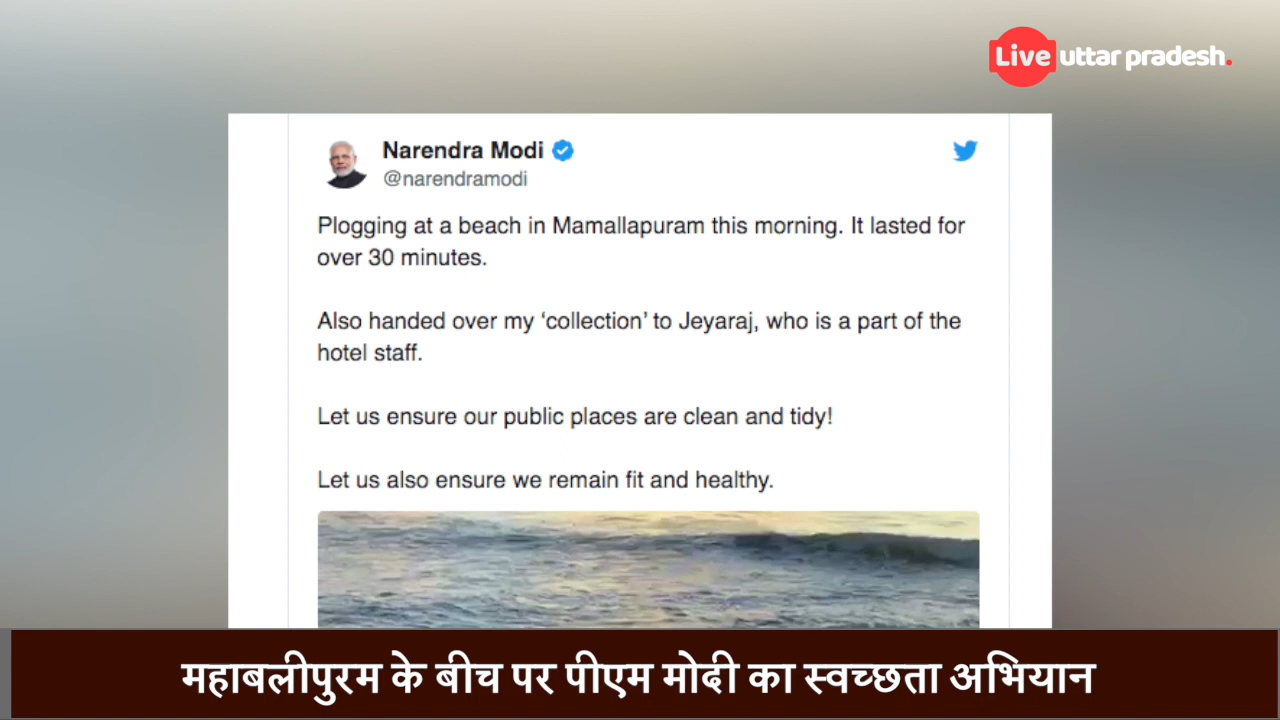 Live uttar pradesh.
Narendra Modi
@narendramodi
Plogging at a beach in Mamallapuram this morning. It lasted for
over 30 minutes.
Also handed over my ‘collection’ to Jeyaraj, who is a part of the
hotel staff.
Let us ensure our public places are clean and tidy!
Let us also ensure we remain fit and healthy.
महाबलीपुरम के बीच पर पीएम मोदी का स्वच्छता अभियान